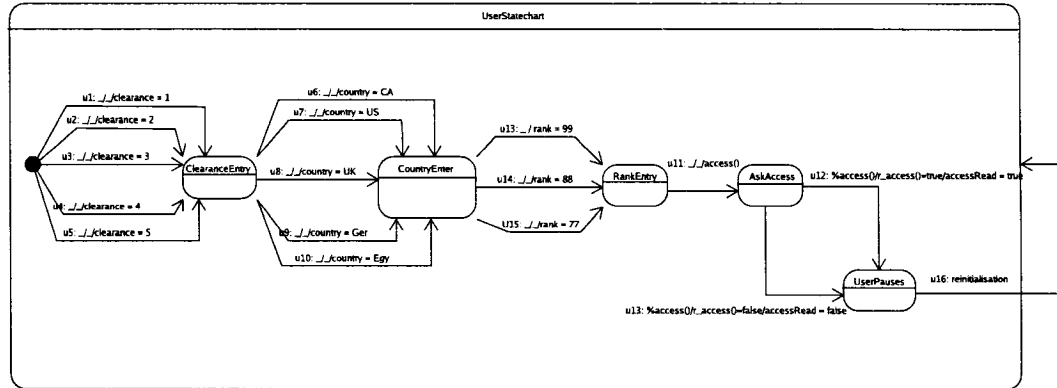 UserStatechart
u1: _/_/clearance = 1
u2: _/_/clearance = 2
u3: _/_/clearance = 3
u4: _/_/clearance = 4
u5: _/_/clearance = 5
ClearanceEntry
u6: _/_/country = CA
u7: _/_/country = US
u8: _/_/country = UK
u9: _/_/country = Ger
u10: _/_/country = Egy
CountryEnter
u13: _ / rank = 99
u14: _/_/rank = 88
U15: _/_/rank = 77
RankEntry
u11: _/_/access()
AskAccess
u12: %access()/r_access()=true/accessRead = true
UserPauses
u16: reinitialisation
u13: %access()/r_access()=false/accessRead = false